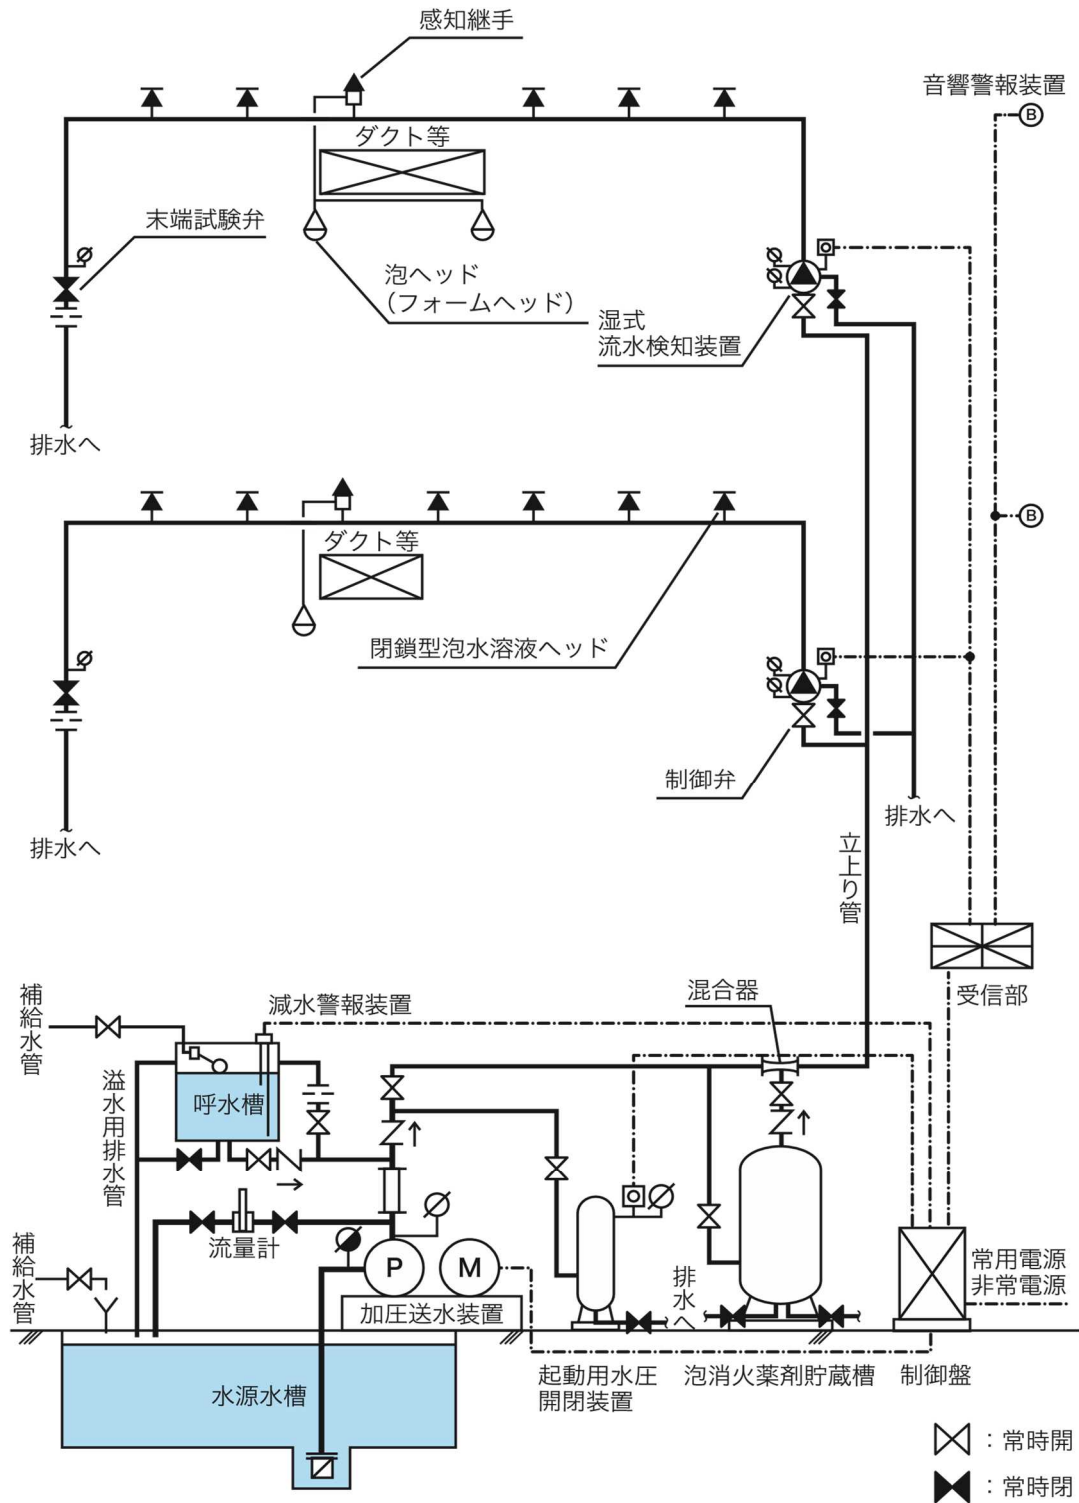 感知継手
音響警報装置
B
ダクト等
末端試験弁
泡ヘッド
（フォームヘッド）
湿式
流水検知装置
排水へ
B
ダクト等
閉鎖型泡水溶液ヘッド
制御弁
排水へ
排水へ
立上り管
受信部
混合器
減水警報装置
補給水管
溢水用排水管
呼水槽
流量計
補給水管
P
M
加圧送水装置
排水へ
常用電源
非常電源
起動用水圧
開閉装置
泡消火薬剤貯蔵槽
制御盤
水源水槽
：常時開
：常時閉